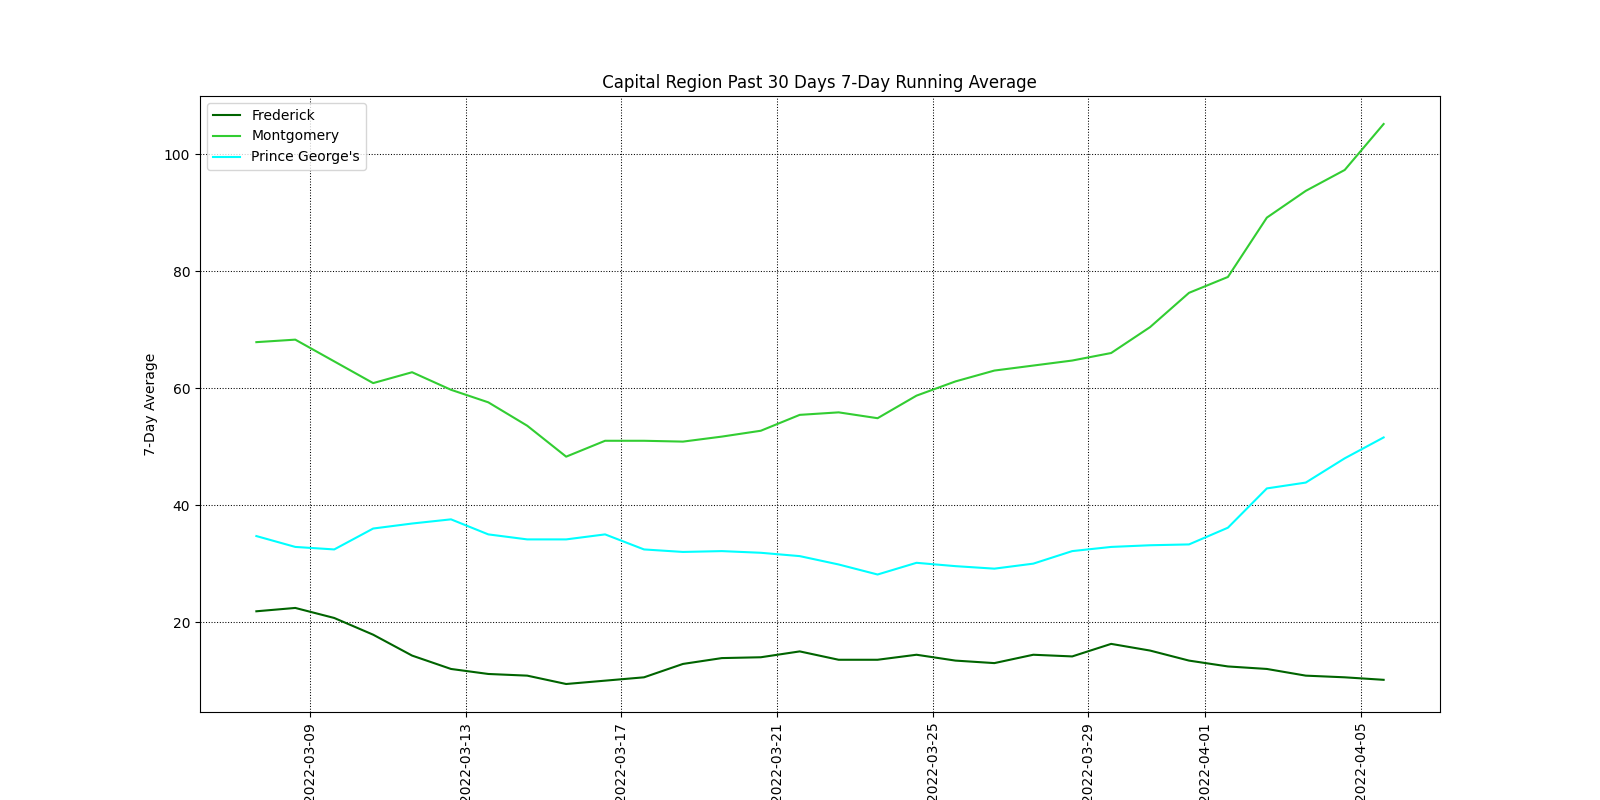 Capital Region Past 30 Days 7-Day Running Average
Frederick
Montgomery
Prince George's
100
80
60
40
20
7-Day Average
2022-03-09
2022-03-13
2022-03-17
2022-03-21
2022-03-25
2022-03-29
2022-04-01
2022-04-05